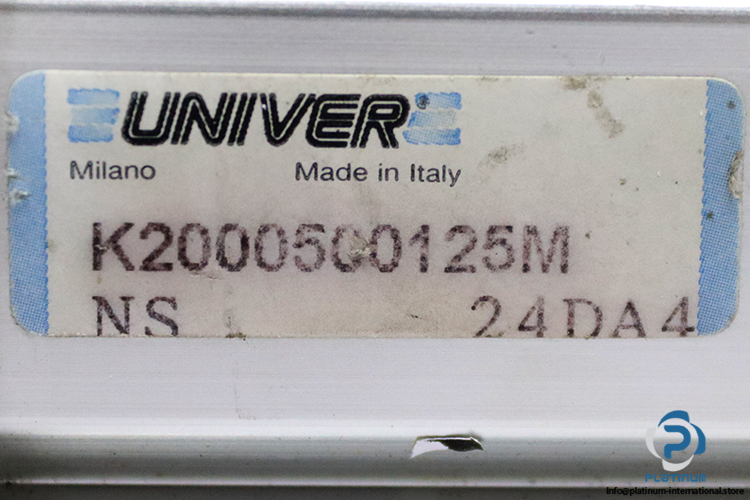 UNIVER
Milano Made in Italy
K2000500125M
NS 24DA4
PLATINUM
info@platinum-international.store